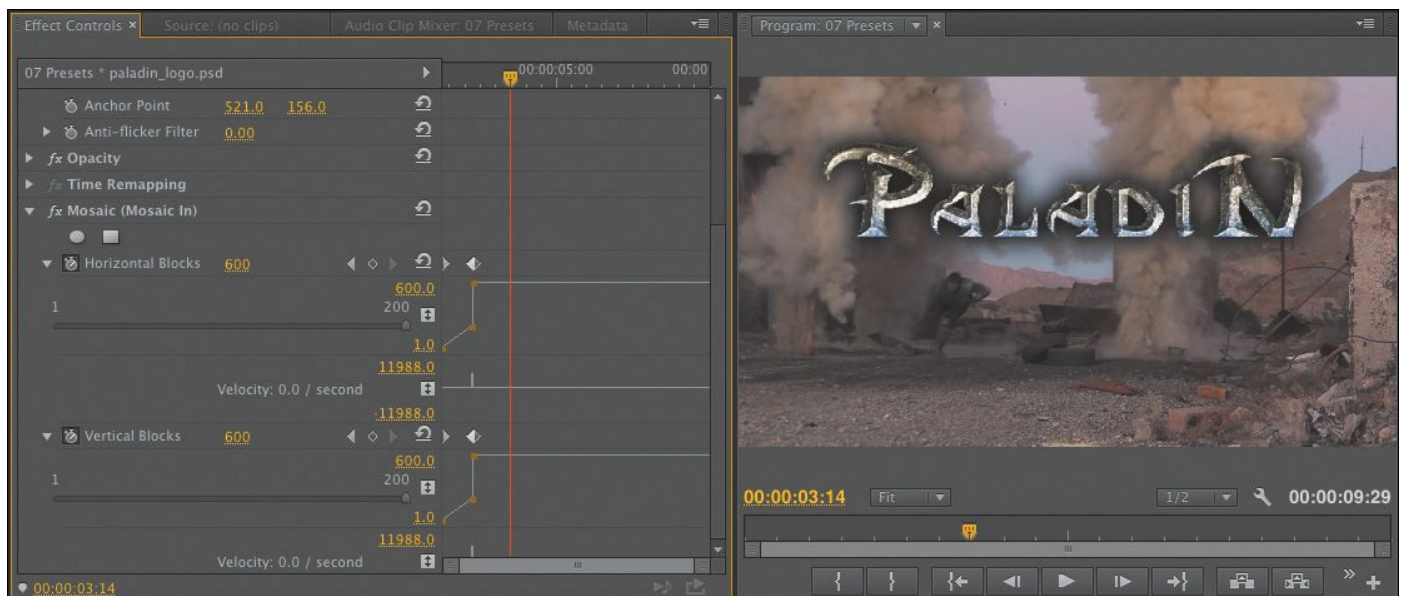 Effect Controls × Source: (no clips) Audio Clip Mixer: 07 Presets Metadata
07 Presets * paladin_logo.psd
00:00:05:00 00:00
Anchor Point 521.0 156.0
Anti-flicker Filter 0.00
fx Opacity
fx Time Remapping
fx Mosaic (Mosaic In)
Horizontal Blocks 600
600.0
1 200
1.0
11988.0
Velocity: 0.0 / second
-11988.0
Vertical Blocks 600
600.0
1 200
1.0
11988.0
Velocity: 0.0 / second
00:00:03:14
Program: 07 Presets ×
PALADIN
00:00:03:14 Fit 1/2 00:00:09:29